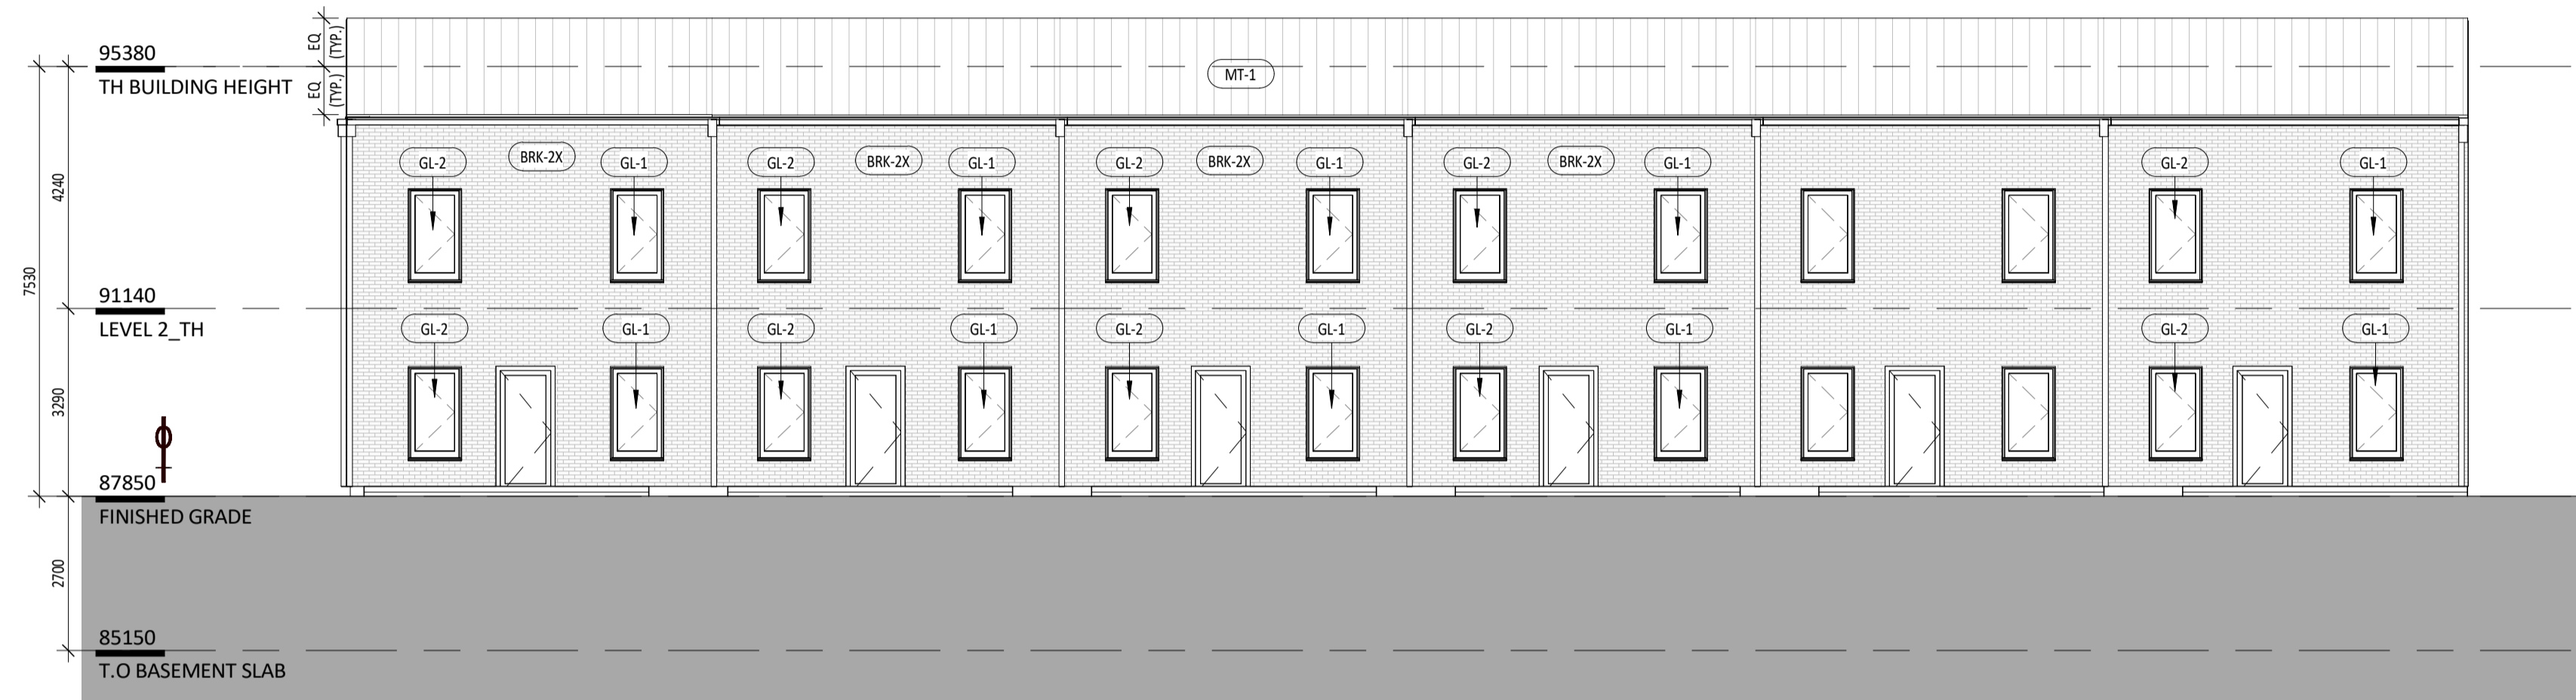 95380
TH BUILDING HEIGHT
EQ
(TYP.)
EQ
(TYP.)
MT-1
GL-2
BRK-2X
GL-1
GL-2
BRK-2X
GL-1
GL-2
BRK-2X
GL-1
GL-2
BRK-2X
GL-1
GL-2
GL-1
4240
7530
91140
LEVEL 2_TH
GL-2
GL-1
GL-2
GL-1
GL-2
GL-1
GL-2
GL-1
GL-2
GL-1
3290
87850
FINISHED GRADE
2700
85150
T.O BASEMENT SLAB